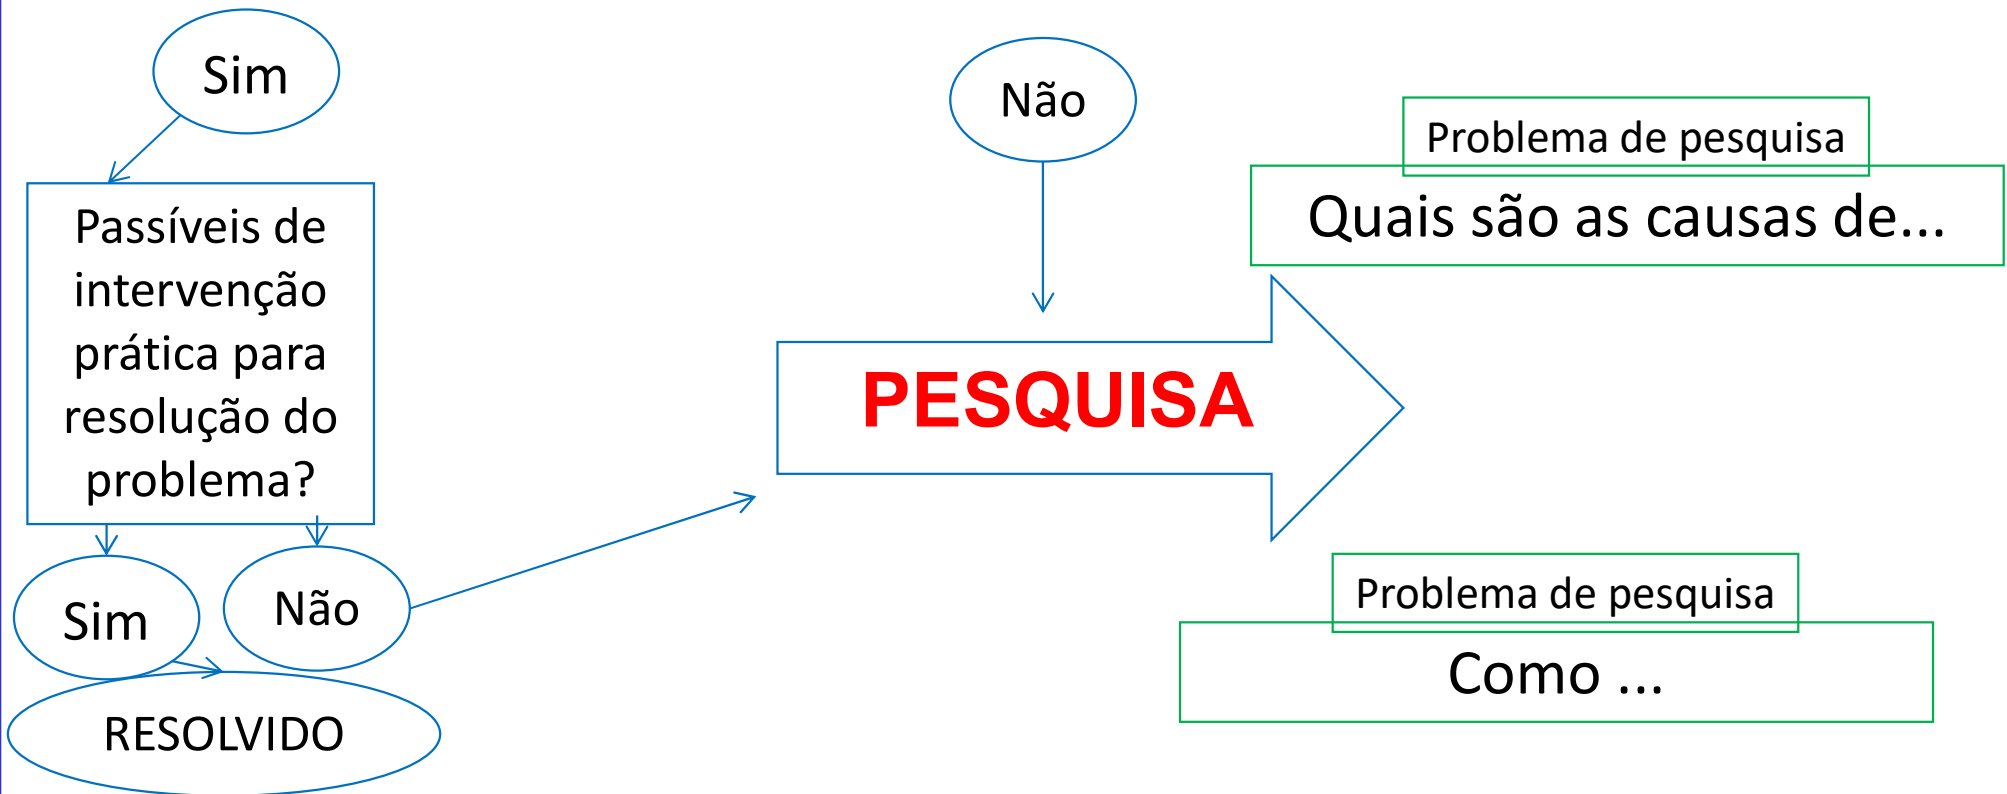 Sim
Não
Problema de pesquisa
Quais são as causas de...
Passíveis de
intervenção
prática para
resolução do
problema?
PESQUISA
Sim
Não
Problema de pesquisa
Como ...
RESOLVIDO